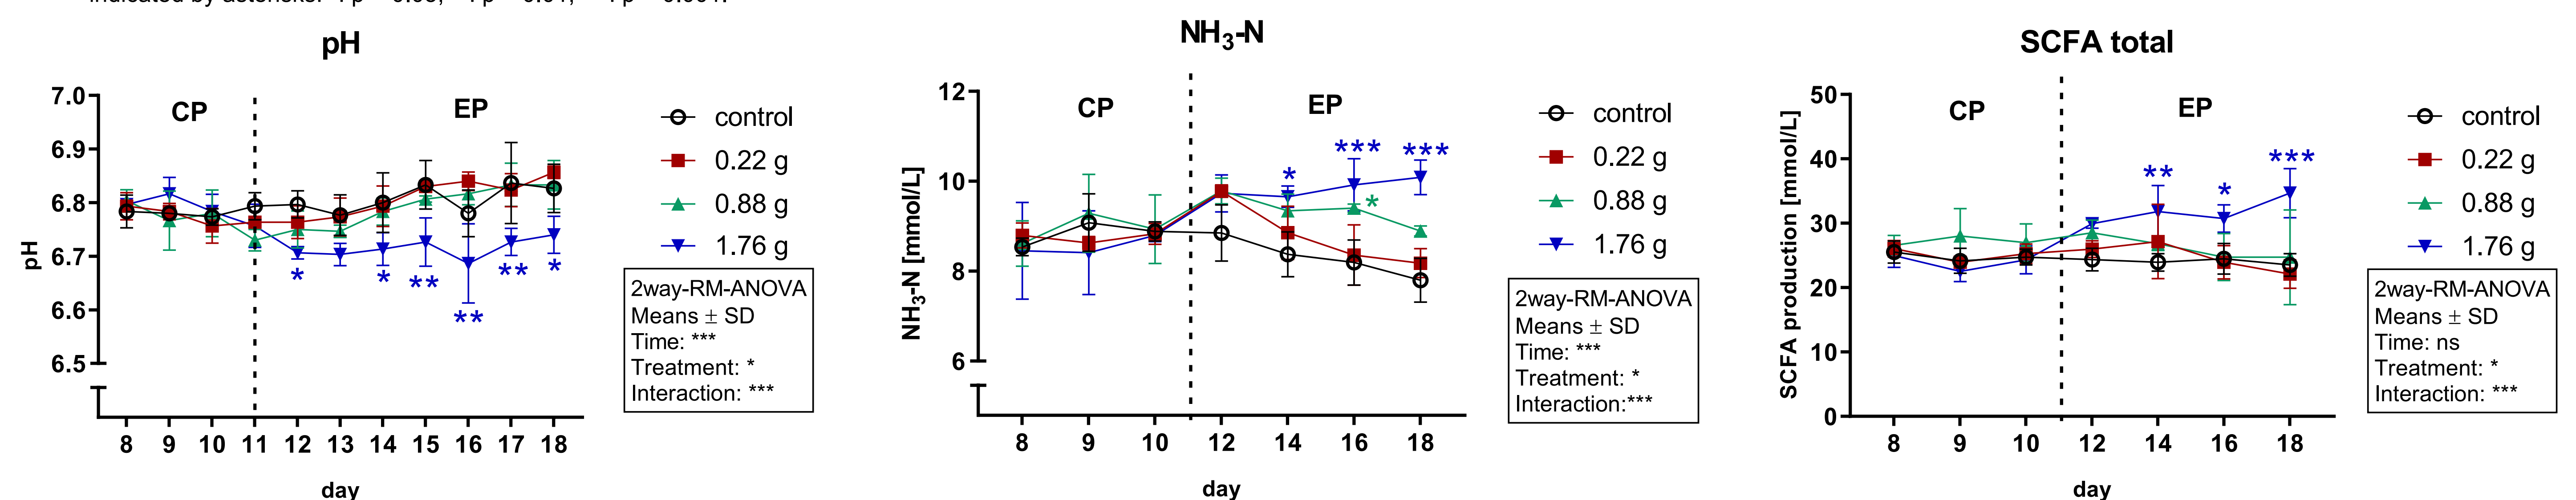 indicated by asterisks.
pH
7.0
6.9
6.8
6.7
6.6
6.5
pH
CP
EP
* * ** ** ** *
8 9 10 11 12 13 14 15 16 17 18
day
control
0.22 g
0.88 g
1.76 g
2way-RM-ANOVA
Means ± SD
Time: ***
Treatment: *
Interaction: ***
NH₃-N
12
10
8
6
NH₃-N [mmol/L]
CP
EP
* *** ***
*
8 9 10 12 14 16 18
day
control
0.22 g
0.88 g
1.76 g
2way-RM-ANOVA
Means ± SD
Time: ***
Treatment: *
Interaction:***
SCFA total
50
40
30
20
10
0
SCFA production [mmol/L]
CP
EP
** * ***
8 9 10 12 14 16 18
day
control
0.22 g
0.88 g
1.76 g
2way-RM-ANOVA
Means ± SD
Time: ns
Treatment: *
Interaction: ***